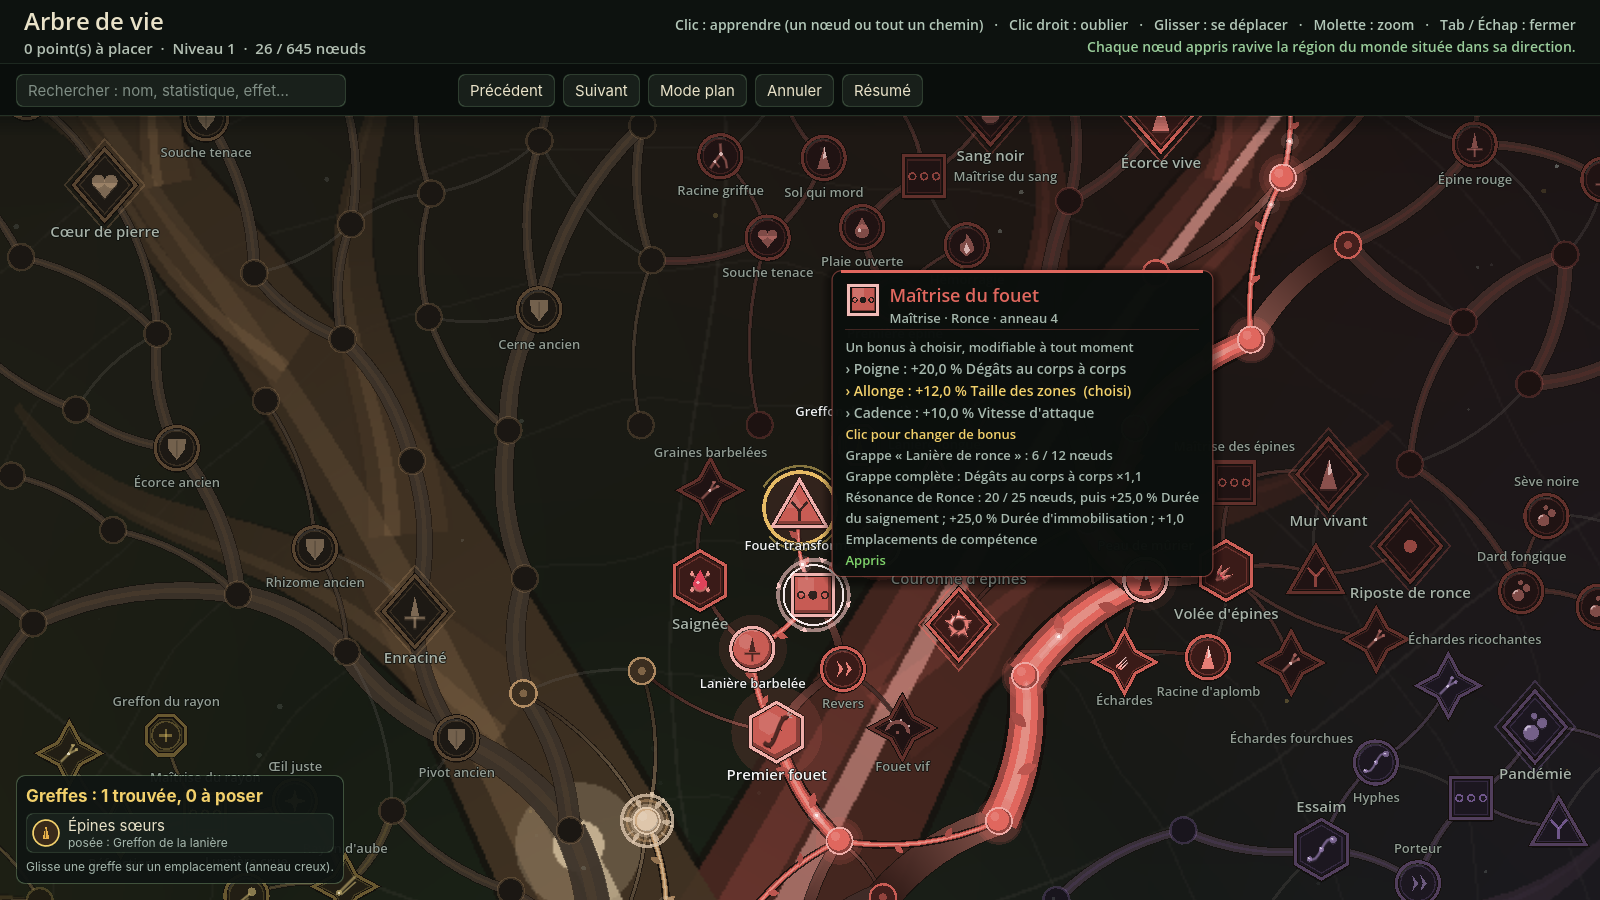 Arbre de vie
0 point(s) à placer · Niveau 1 · 26 / 645 nœuds
Clic : apprendre (un nœud ou tout un chemin) · Clic droit : oublier · Glisser : se déplacer · Molette : zoom · Tab / Échap : fermer
Chaque nœud appris ravive la région du monde située dans sa direction.
Rechercher : nom, statistique, effet...
Précédent
Suivant
Mode plan
Annuler
Résumé
Souche tenace
Sang noir
Écorce vive
Maîtrise du sang
Racine griffue
Sol qui mord
Épine rouge
Cœur de pierre
Plaie ouverte
Souche tenace
Maîtrise du fouet
Maîtrise · Ronce · anneau 4
Un bonus à choisir, modifiable à tout moment
› Poigne : +20,0 % Dégâts au corps à corps
› Allonge : +12,0 % Taille des zones (choisi)
› Cadence : +10,0 % Vitesse d'attaque
Clic pour changer de bonus
Grappe « Lanière de ronce » : 6 / 12 nœuds
Grappe complète : Dégâts au corps à corps ×1,1
Résonance de Ronce : 20 / 25 nœuds, puis +25,0 % Durée
du saignement ; +25,0 % Durée d'immobilisation ; +1,0
Emplacements de compétence
Appris
Cerne ancien
Greffo
Graines barbelées
se des épines
Écorce ancien
Sève noire
Mur vivant
Fouet transfor
Dard fongique
Rhizome ancien
Couronne d'épines
Riposte de ronce
Volée d'épines
Saignée
Échardes ricochantes
Enraciné
Lanière barbelée
Racine d'aplomb
Échardes
Revers
Greffon du rayon
Échardes fourchues
Œil juste
Fouet vif
Pivot ancien
Premier fouet
Pandémie
Maîtrise du rayon
Hyphes
Essaim
d'aube
Porteur
Greffes : 1 trouvée, 0 à poser
Épines sœurs
posée : Greffon de la lanière
Glisse une greffe sur un emplacement (anneau creux).